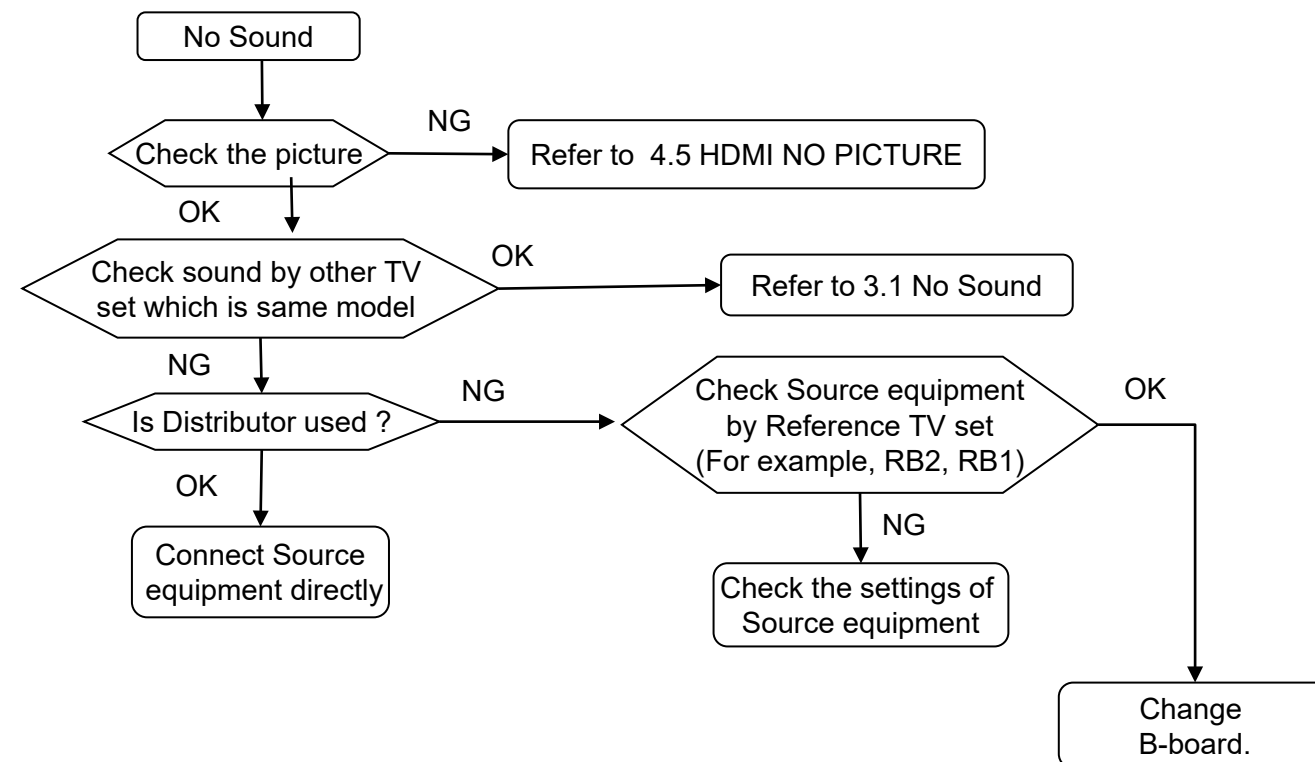 No Sound
NG
Check the picture
Refer to 4.5 HDMI NO PICTURE
OK
OK
Check sound by other TV
set which is same model
Refer to 3.1 No Sound
NG
NG
Is Distributor used ?
Check Source equipment
by Reference TV set
(For example, RB2, RB1)
OK
OK
Connect Source
equipment directly
NG
Check the settings of
Source equipment
Change
B-board.